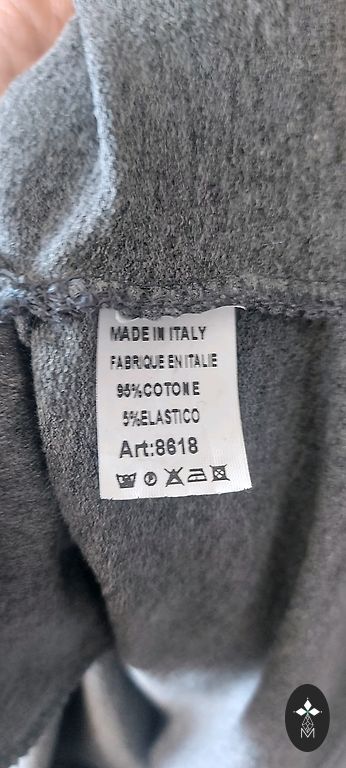 MADE IN ITALY
FABRIQUE EN ITALIE
95%COTONE
5%ELASTICO
Art:8618